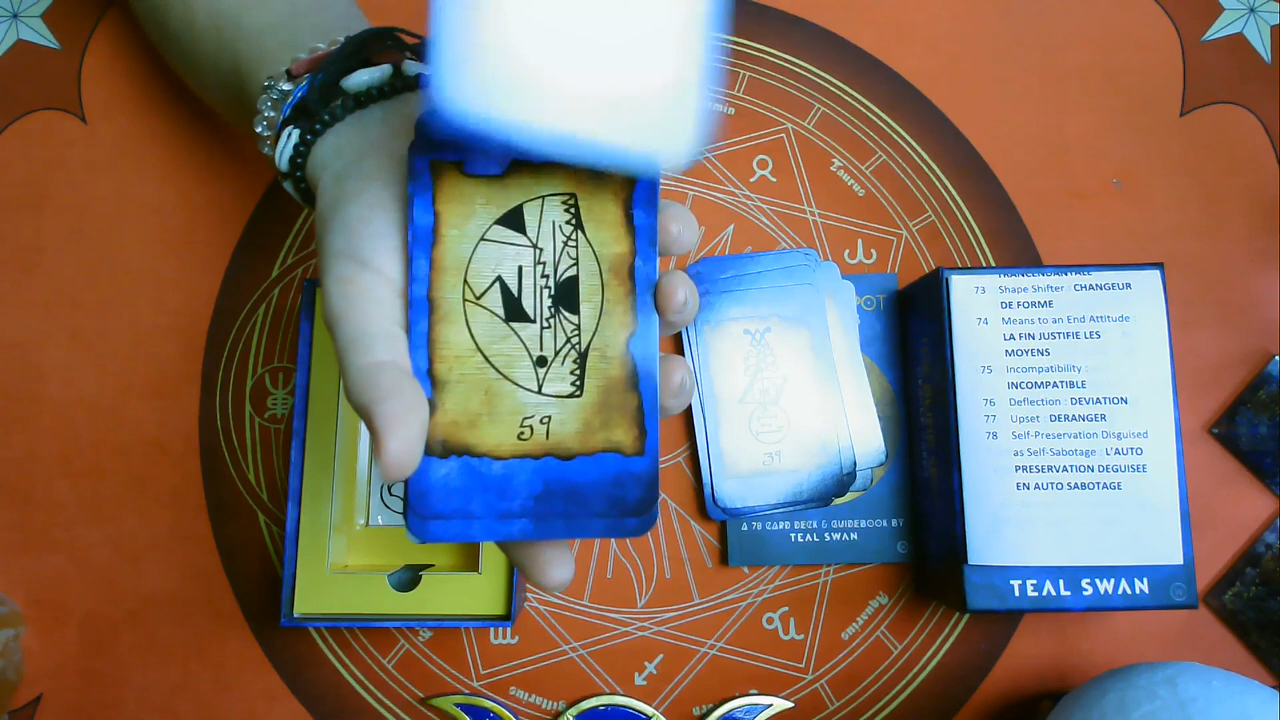 59
39
POT
A 78 CARD DECK & GUIDEBOOK BY
TEAL SWAN
TRANCENDANTALE
73 Shape Shifter : CHANGEUR
DE FORME
74 Means to an End Attitude :
LA FIN JUSTIFIE LES
MOYENS
75 Incompatibility :
INCOMPATIBLE
76 Deflection : DEVIATION
77 Upset : DERANGER
78 Self-Preservation Disguised
as Self-Sabotage : L'AUTO
PRESERVATION DEGUISEE
EN AUTO SABOTAGE
TEAL SWAN
Taurus
Aquarius
Sagittarius